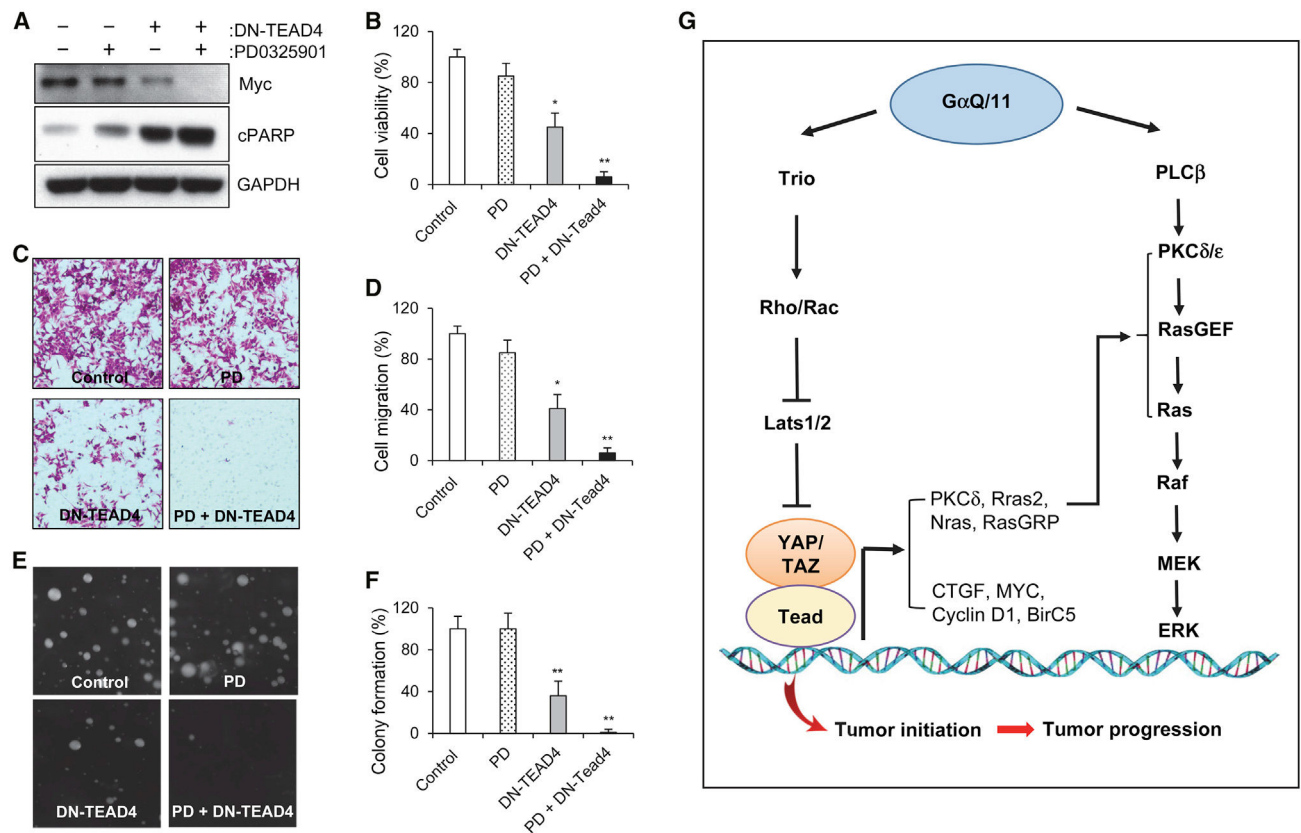 A
− − + + :DN-TEAD4
− + − + :PD0325901
Myc
cPARP
GAPDH
B
Cell viability (%)
120
80
40
0
*
**
Control
PD
DN-TEAD4
PD + DN-Tead4
C
Control
PD
DN-TEAD4
PD + DN-TEAD4
D
Cell migration (%)
120
80
40
0
*
**
Control
PD
DN-TEAD4
PD + DN-Tead4
E
Control
PD
DN-TEAD4
PD + DN-TEAD4
F
Colony formation (%)
120
80
40
0
**
**
Control
PD
DN-TEAD4
PD + DN-Tead4
G
GαQ/11
Trio
Rho/Rac
Lats1/2
YAP/
TAZ
Tead
PKCδ, Rras2,
Nras, RasGRP
CTGF, MYC,
Cyclin D1, BirC5
PLCβ
PKCδ/ε
RasGEF
Ras
Raf
MEK
ERK
Tumor initiation
Tumor progression